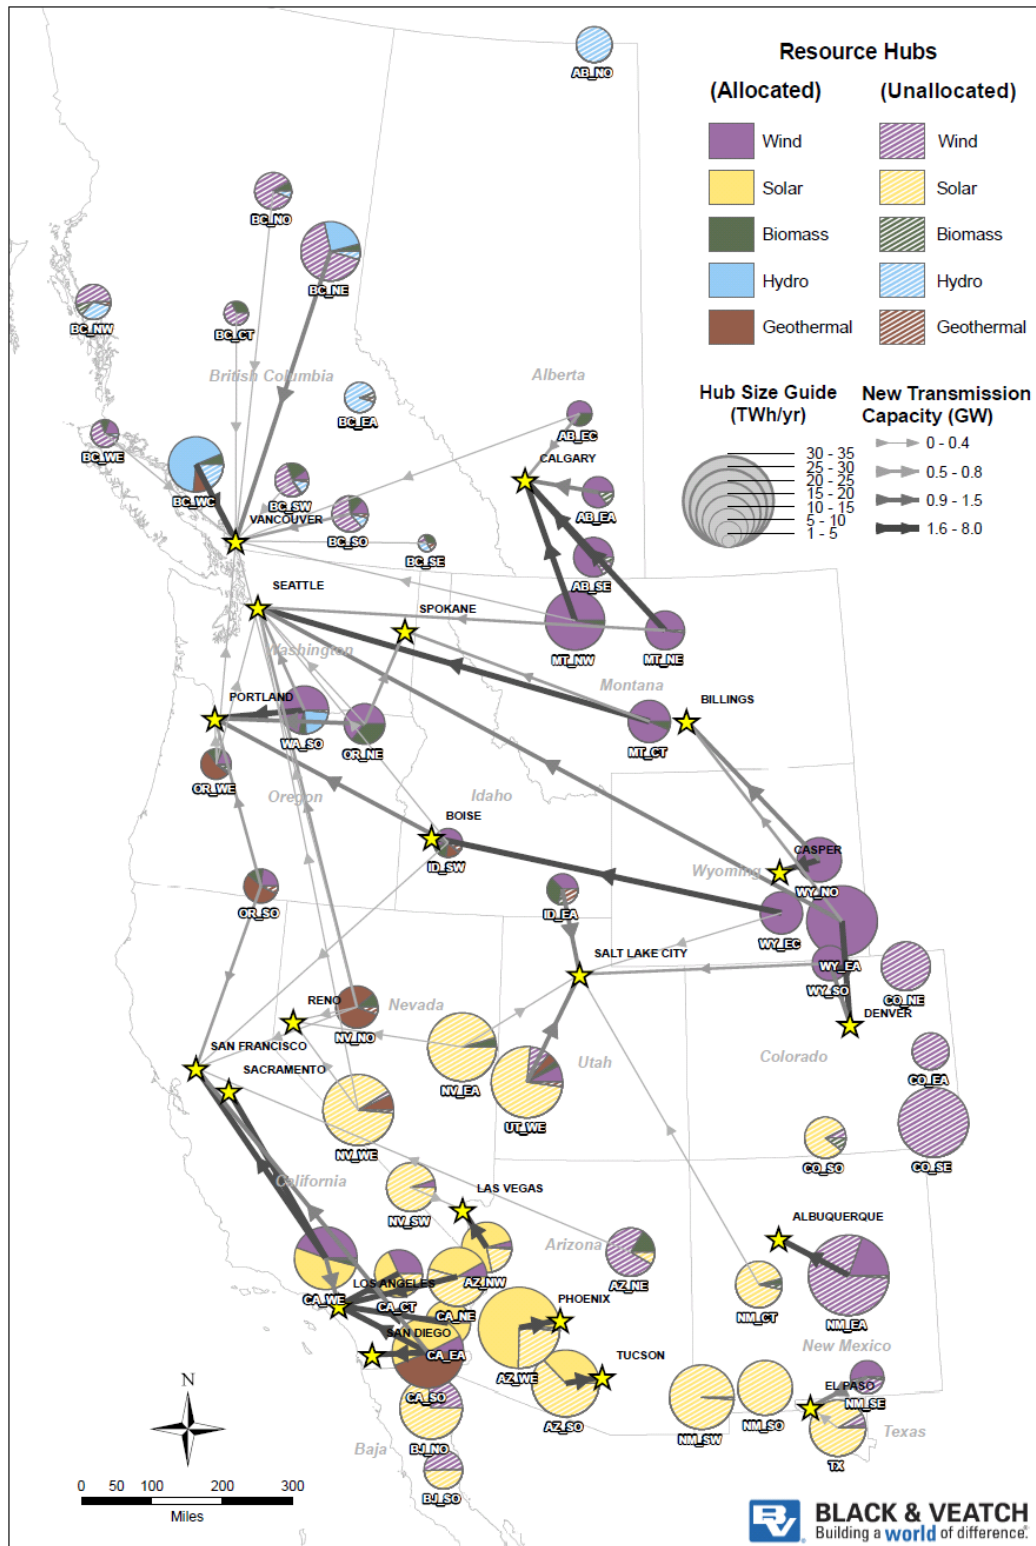 Resource Hubs
(Allocated)
(Unallocated)
Wind
Wind
Solar
Solar
Biomass
Biomass
Hydro
Hydro
Geothermal
Geothermal
Hub Size Guide
(TWh/yr)
30 - 35
25 - 30
20 - 25
15 - 20
10 - 15
5 - 10
1 - 5
New Transmission
Capacity (GW)
0 - 0.4
0.5 - 0.8
0.9 - 1.5
1.6 - 8.0
AB_NO
BC_NO
BC_NE
BC_NW
BC_CT
British Columbia
Alberta
BC_EA
AB_EC
BC_WE
CALGARY
BC_WC
BC_SW
AB_EA
VANCOUVER
BC_SO
BC_SE
AB_SE
SEATTLE
SPOKANE
Washington
MT_NW
MT_NE
Montana
BILLINGS
PORTLAND
WA_SO
OR_NE
MT_CT
OR_WE
Oregon
Idaho
BOISE
ID_SW
CASPER
Wyoming
WY_NO
OR_SO
ID_EA
WY_EC
SALT LAKE CITY
WY_EA
WY_SO
CO_NE
RENO
Nevada
NV_NO
DENVER
SAN FRANCISCO
SACRAMENTO
NV_EA
Utah
Colorado
CO_EA
UT_WE
NV_WE
CO_SO
CO_SE
California
NV_SW
LAS VEGAS
ALBUQUERQUE
Arizona
AZ_NW
AZ_NE
CA_WE
LOS ANGELES
CA_CT
CA_NE
PHOENIX
NM_CT
NM_EA
SAN DIEGO
CA_EA
New Mexico
AZ_WE
TUCSON
CA_SO
EL PASO
NM_SE
AZ_SO
NM_SW
NM_SO
Texas
BJ_NO
Baja
TX
BJ_SO
N
0 50 100 200 300
Miles
BV
BLACK & VEATCH
Building a world of difference.®